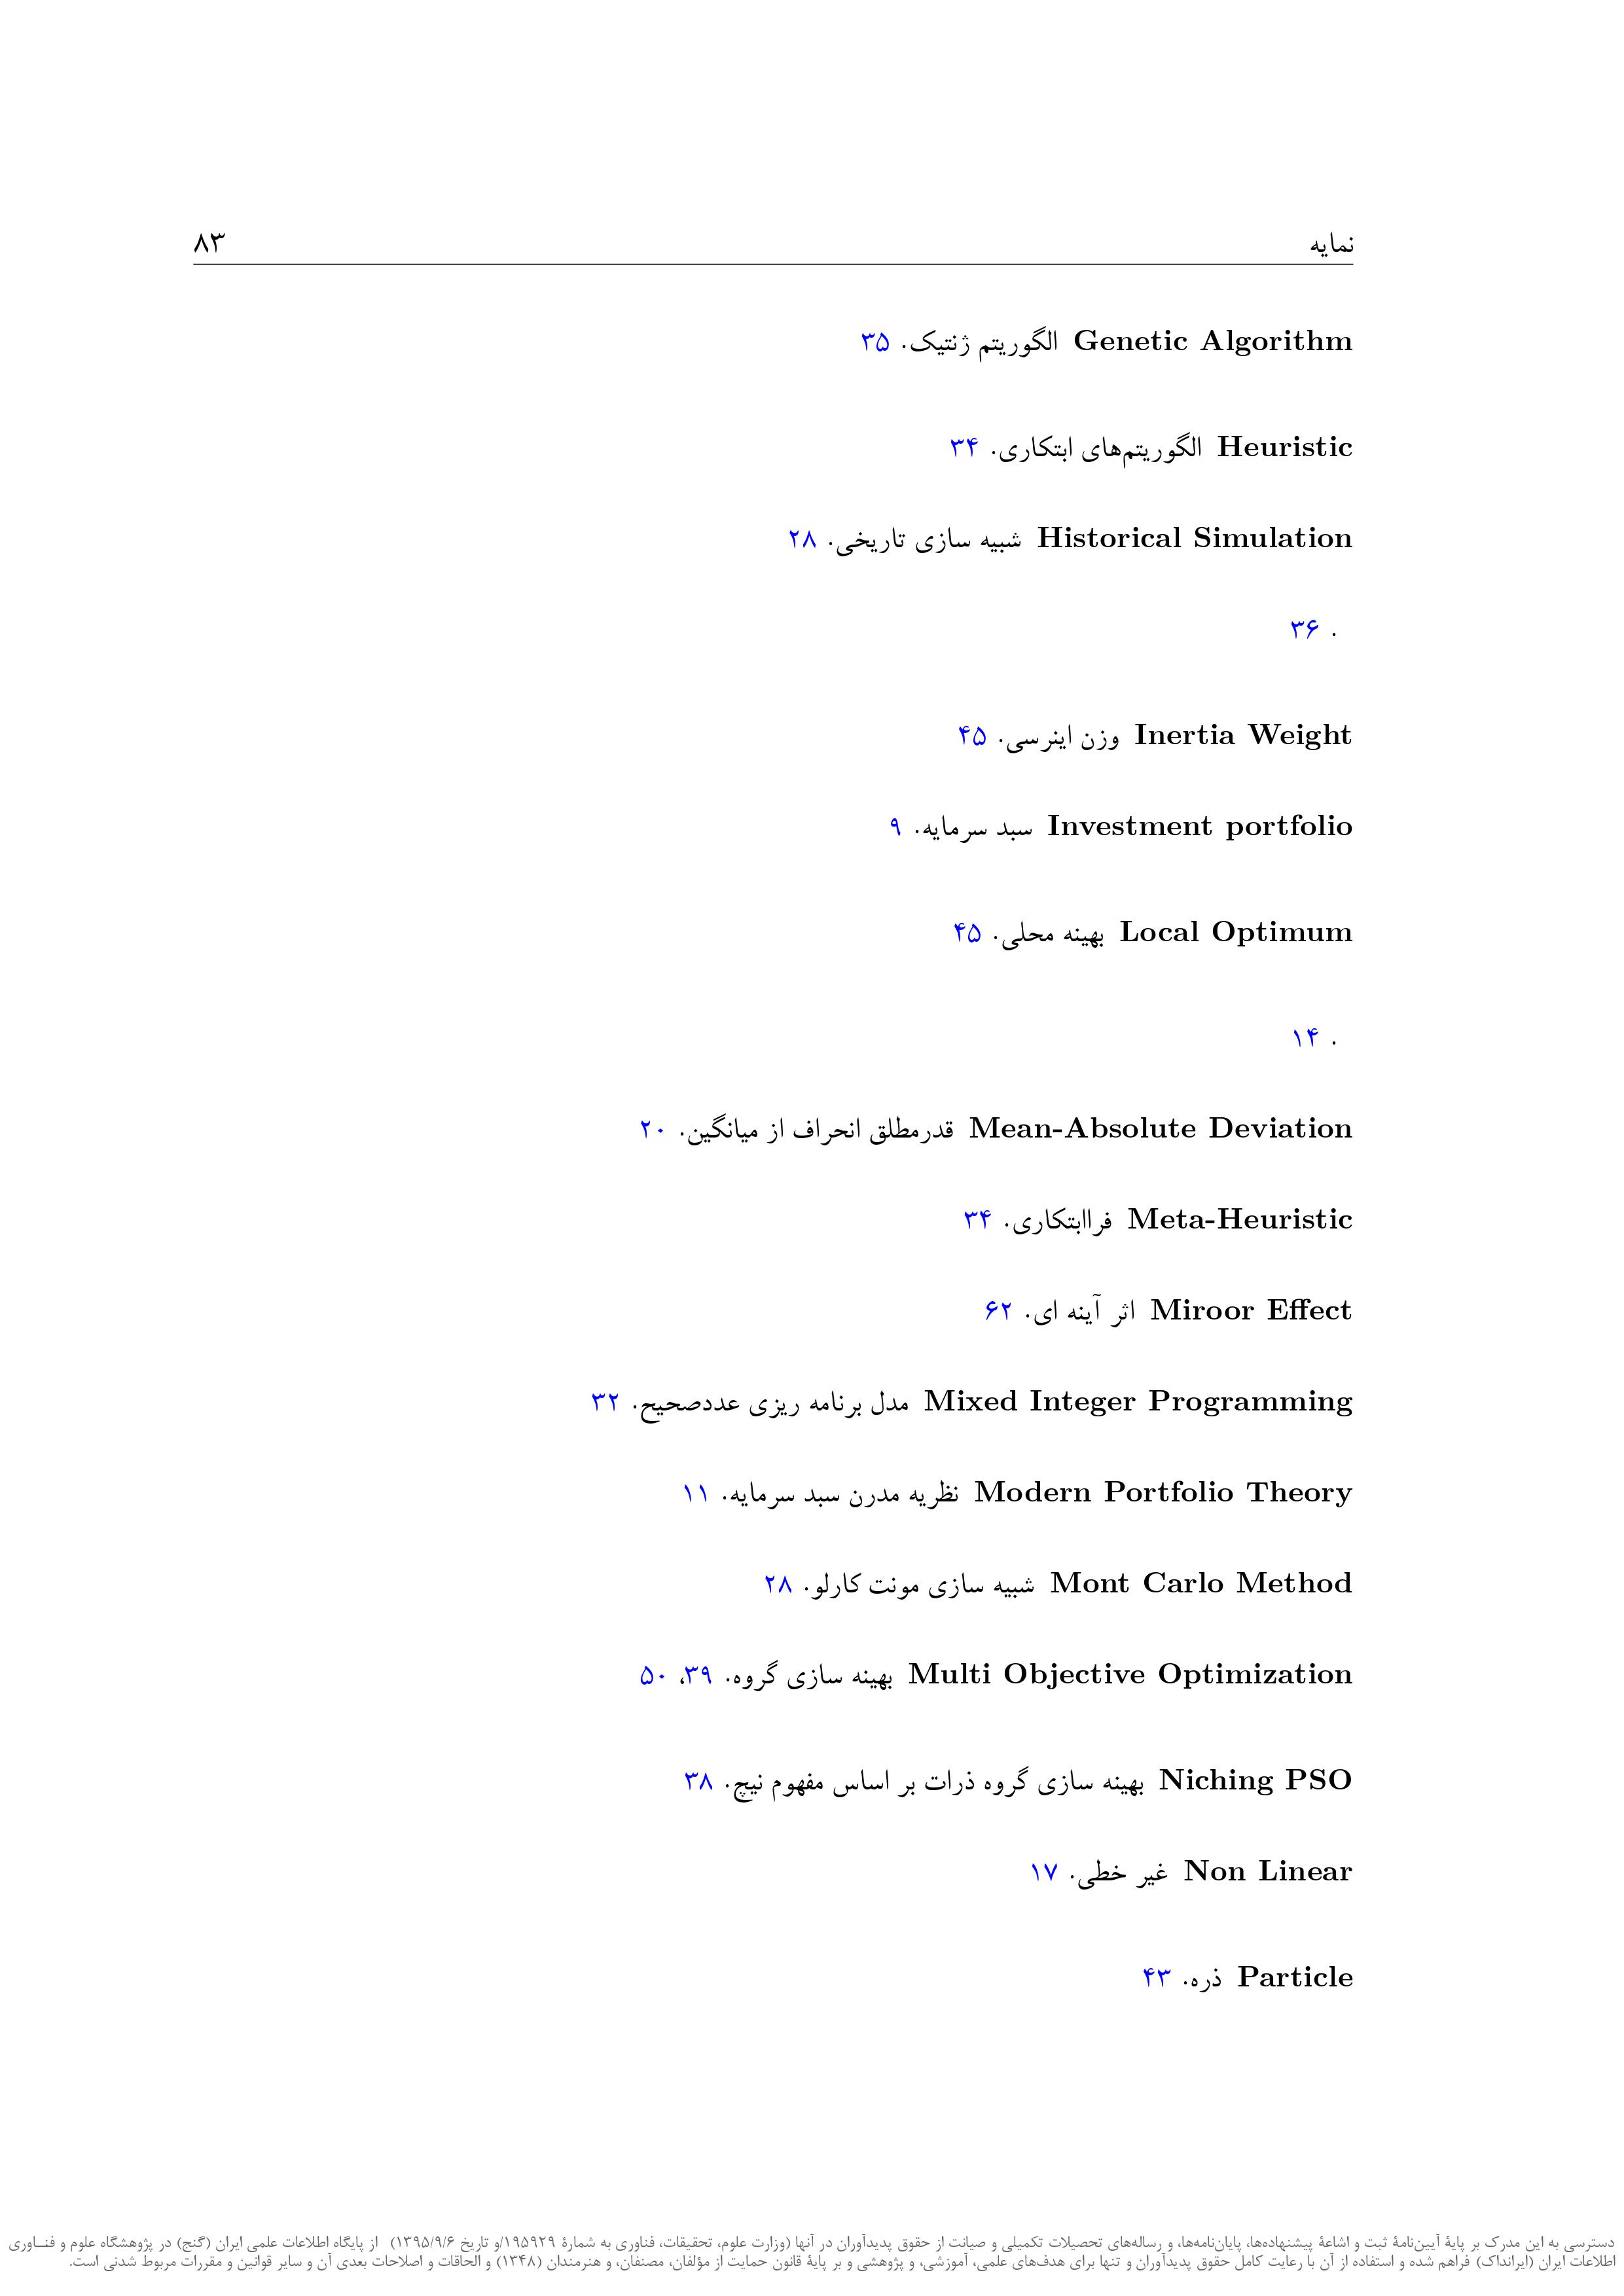 نمایه ۸۳
Genetic Algorithm الگوریتم ژنتیک. ۳۵
Heuristic الگوریتم‌های ابتکاری. ۳۴
Historical Simulation شبیه سازی تاریخی. ۲۸
. ۳۶
Inertia Weight وزن اینرسی. ۴۵
Investment portfolio سبد سرمایه. ۹
Local Optimum بهینه محلی. ۴۵
. ۱۴
Mean-Absolute Deviation قدرمطلق انحراف از میانگین. ۲۰
Meta-Heuristic فراابتکاری. ۳۴
Miroor Effect اثر آینه ای. ۶۲
Mixed Integer Programming مدل برنامه ریزی عددصحیح. ۳۲
Modern Portfolio Theory نظریه مدرن سبد سرمایه. ۱۱
Mont Carlo Method شبیه سازی مونت کارلو. ۲۸
Multi Objective Optimization بهینه سازی گروه. ۳۹، ۵۰
Niching PSO بهینه سازی گروه ذرات بر اساس مفهوم نیچ. ۳۸
Non Linear غیر خطی. ۱۷
Particle ذره. ۴۳
دسترسی به این مدرک بر پایهٔ آیین‌نامهٔ ثبت و اشاعهٔ پیشنهاده‌ها، پایان‌نامه‌ها، و رساله‌های تحصیلات تکمیلی و صیانت از حقوق پدیدآوران در آنها (وزارت علوم، تحقیقات، فناوری به شمارهٔ ۱۹۵۹۲۹/و تاریخ ۱۳۹۵/۹/۶) از پایگاه اطلاعات علمی ایران (گنج) در پژوهشگاه علوم و فنــاوری
اطلاعات ایران (ایرانداک) فراهم شده و استفاده از آن با رعایت کامل حقوق پدیدآوران و تنها برای هدف‌های علمی، آموزشی، و پژوهشی و بر پایهٔ قانون حمایت از مؤلفان، مصنفان، و هنرمندان (۱۳۴۸) و الحاقات و اصلاحات بعدی آن و سایر قوانین و مقررات مربوط شدنی است.